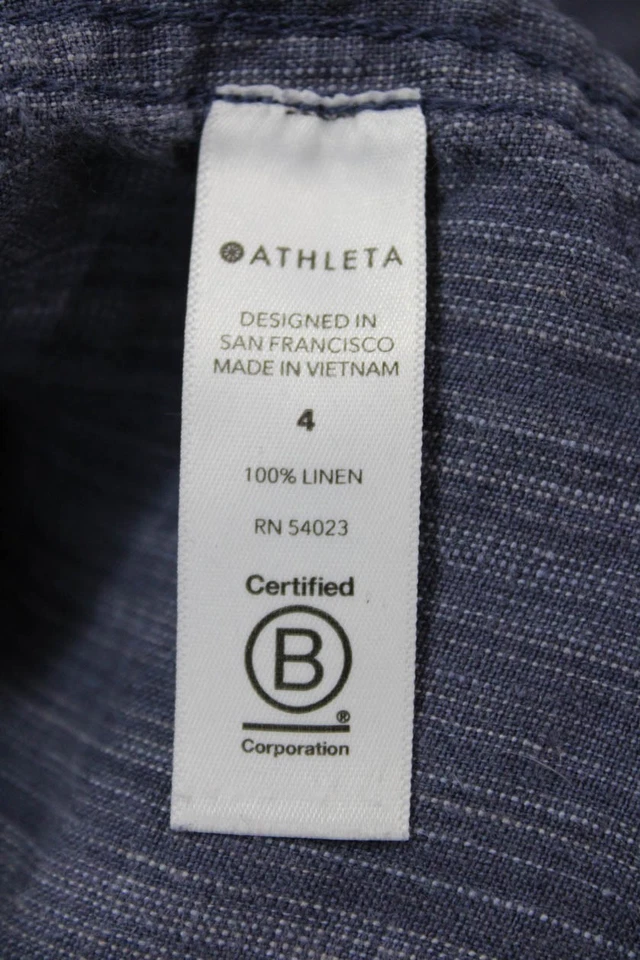 ATHLETA
DESIGNED IN
SAN FRANCISCO
MADE IN VIETNAM
4
100% LINEN
RN 54023
Certified
B
®
Corporation